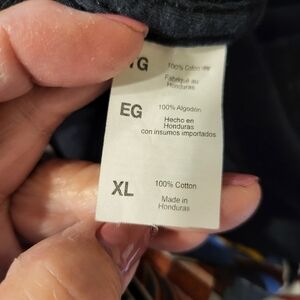 TG
100% Coton
Fabriqué au
Honduras
EG
100% Algodón
Hecho en
Honduras
con insumos importados
XL
100% Cotton
Made in
Honduras